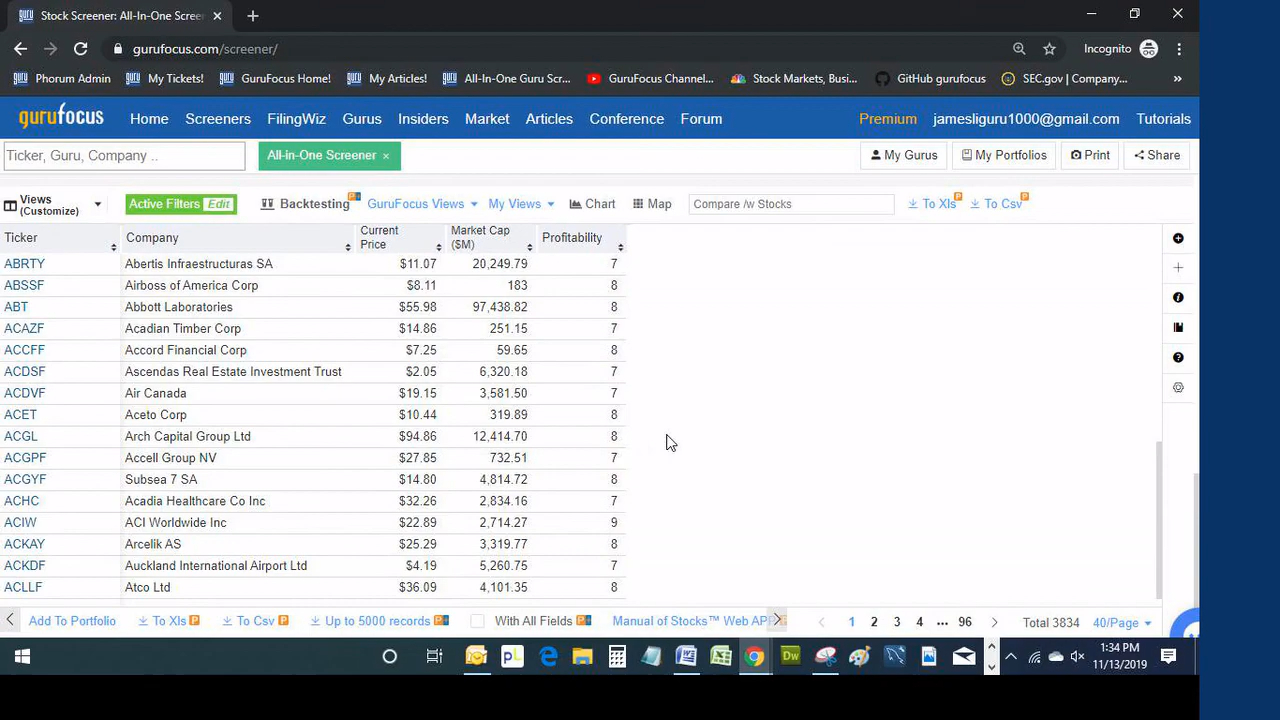 Stock Screener: All-In-One Scree
gurufocus.com/screener/
Incognito
Phorum Admin My Tickets! GuruFocus Home! My Articles! All-In-One Guru Scr... GuruFocus Channel... Stock Markets, Busi... GitHub gurufocus SEC.gov | Company... »
gurufocus Home Screeners FilingWiz Gurus Insiders Market Articles Conference Forum Premium jamesliguru1000@gmail.com Tutorials
Ticker, Guru, Company .. All-in-One Screener × My Gurus My Portfolios Print Share
Views (Customize) Active Filters Edit Backtesting GuruFocus Views My Views Chart Map Compare /w Stocks To Xls P To Csv P
Ticker Company Current Price Market Cap ($M) Profitability
ABRTY Abertis Infraestructuras SA $11.07 20,249.79 7
ABSSF Airboss of America Corp $8.11 183 8
ABT Abbott Laboratories $55.98 97,438.82 8
ACAZF Acadian Timber Corp $14.86 251.15 7
ACCFF Accord Financial Corp $7.25 59.65 8
ACDSF Ascendas Real Estate Investment Trust $2.05 6,320.18 7
ACDVF Air Canada $19.15 3,581.50 7
ACET Aceto Corp $10.44 319.89 8
ACGL Arch Capital Group Ltd $94.86 12,414.70 8
ACGPF Accell Group NV $27.85 732.51 7
ACGYF Subsea 7 SA $14.80 4,814.72 8
ACHC Acadia Healthcare Co Inc $32.26 2,834.16 7
ACIW ACI Worldwide Inc $22.89 2,714.27 9
ACKAY Arcelik AS $25.29 3,319.77 8
ACKDF Auckland International Airport Ltd $4.19 5,260.75 7
ACLLF Atco Ltd $36.09 4,101.35 8
Add To Portfolio To Xls P To Csv P Up to 5000 records P With All Fields P Manual of Stocks™ Web APP 1 2 3 4 ... 96 Total 3834 40/Page
1:34 PM
11/13/2019